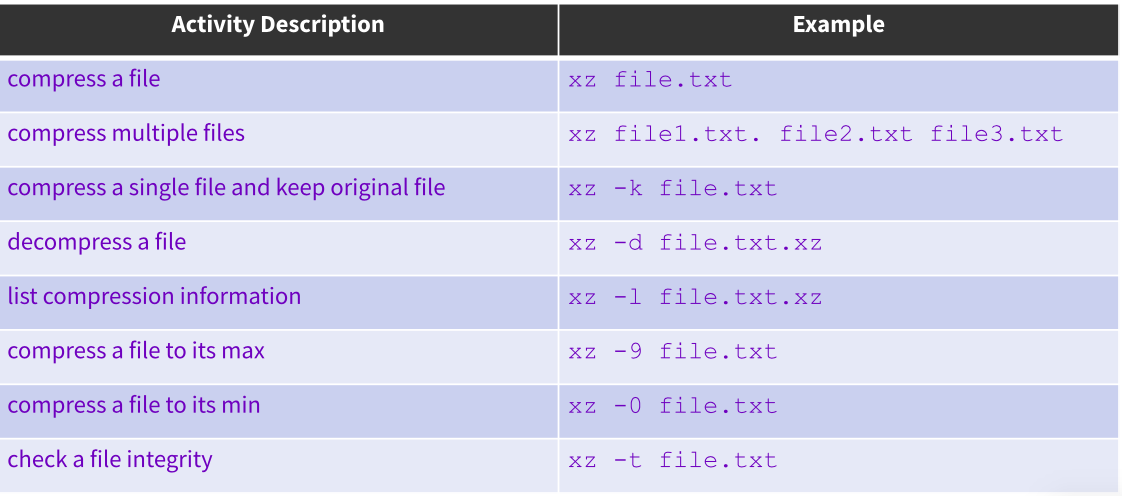 Activity Description Example
compress a file xz file.txt
compress multiple files xz file1.txt. file2.txt file3.txt
compress a single file and keep original file xz -k file.txt
decompress a file xz -d file.txt.xz
list compression information xz -l file.txt.xz
compress a file to its max xz -9 file.txt
compress a file to its min xz -0 file.txt
check a file integrity xz -t file.txt